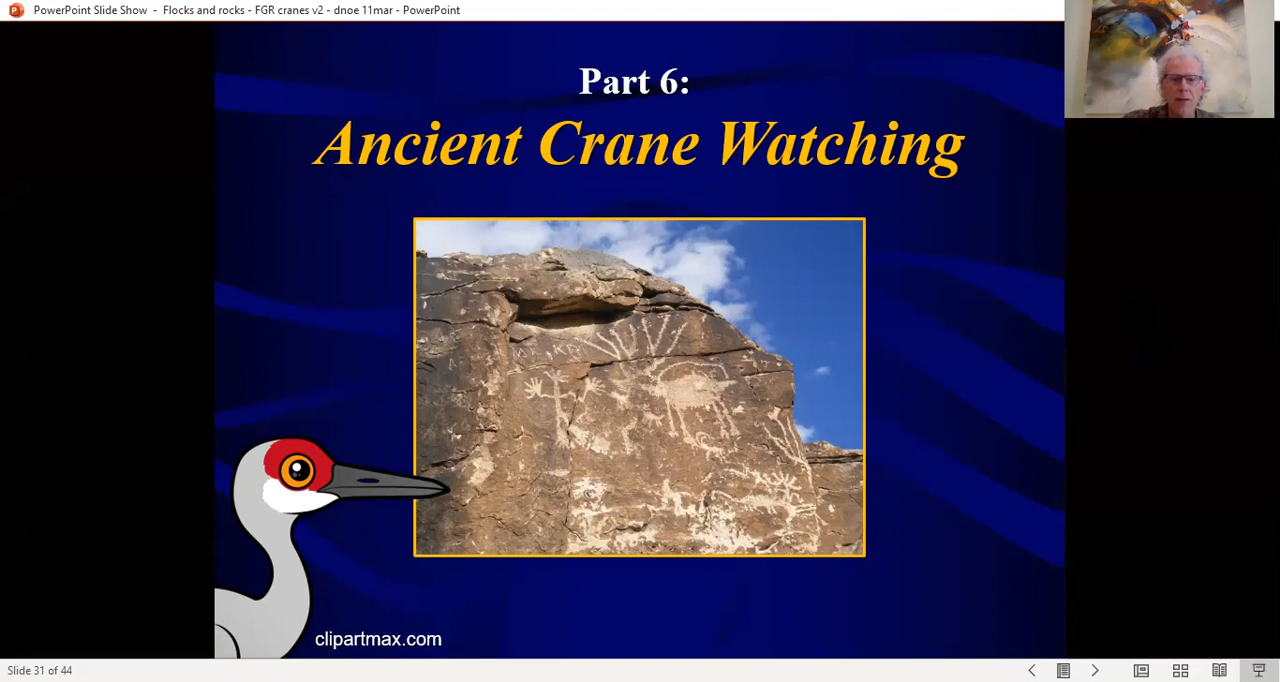 PowerPoint Slide Show - Flocks and rocks - FGR cranes v2 - dnoe 11mar - PowerPoint
Part 6:
Ancient Crane Watching
clipartmax.com
Slide 31 of 44